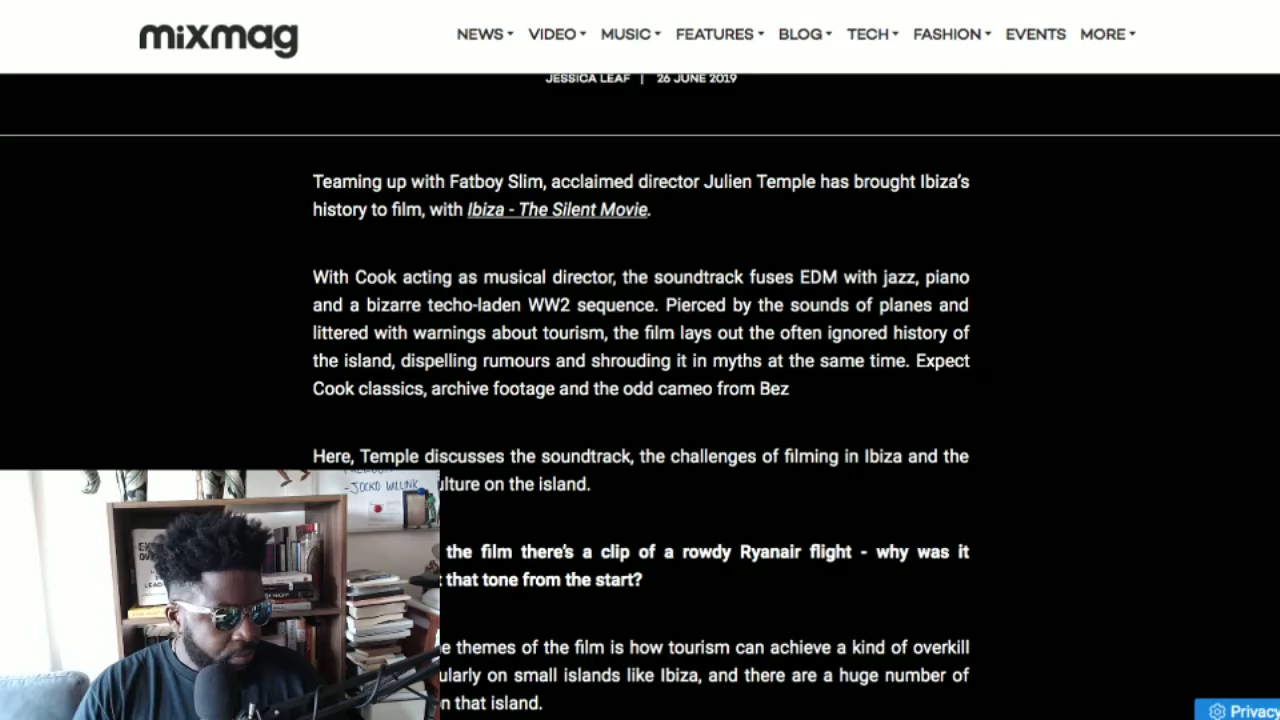 mixmag
NEWS VIDEO MUSIC FEATURES BLOG TECH FASHION EVENTS MORE
JESSICA LEAF | 26 JUNE 2019
Teaming up with Fatboy Slim, acclaimed director Julien Temple has brought Ibiza's
history to film, with Ibiza - The Silent Movie.
With Cook acting as musical director, the soundtrack fuses EDM with jazz, piano
and a bizarre techo-laden WW2 sequence. Pierced by the sounds of planes and
littered with warnings about tourism, the film lays out the often ignored history of
the island, dispelling rumours and shrouding it in myths at the same time. Expect
Cook classics, archive footage and the odd cameo from Bez
Here, Temple discusses the soundtrack, the challenges of filming in Ibiza and the
ulture on the island.
-JOCKO WILLINK
the film there's a clip of a rowdy Ryanair flight - why was it
that tone from the start?
e themes of the film is how tourism can achieve a kind of overkill
ularly on small islands like Ibiza, and there are a huge number of
n that island.
Privacy